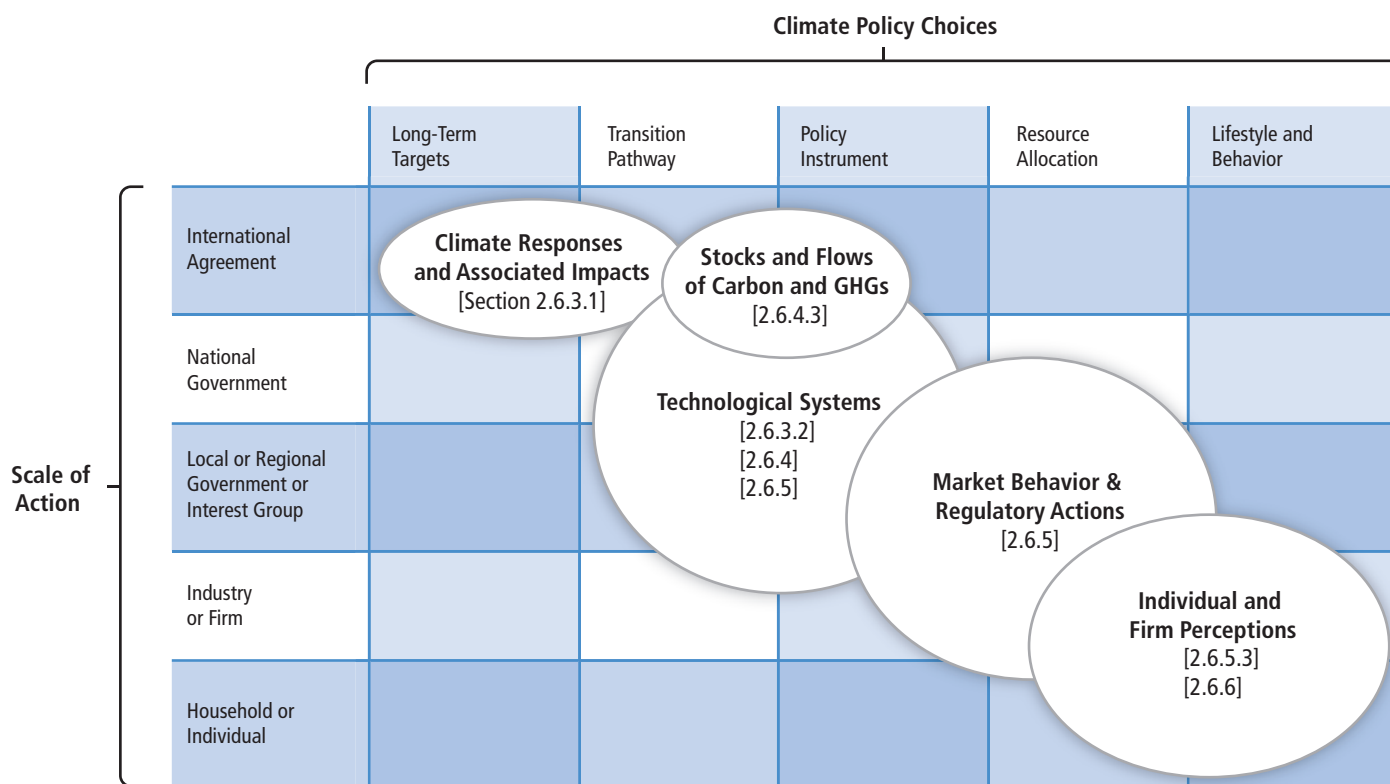 Climate Policy Choices
Long-Term
Targets
Transition
Pathway
Policy
Instrument
Resource
Allocation
Lifestyle and
Behavior
Scale of
Action
International
Agreement
National
Government
Local or Regional
Government or
Interest Group
Industry
or Firm
Household or
Individual
Climate Responses
and Associated Impacts
[Section 2.6.3.1]
Stocks and Flows
of Carbon and GHGs
[2.6.4.3]
Technological Systems
[2.6.3.2]
[2.6.4]
[2.6.5]
Market Behavior &
Regulatory Actions
[2.6.5]
Individual and
Firm Perceptions
[2.6.5.3]
[2.6.6]